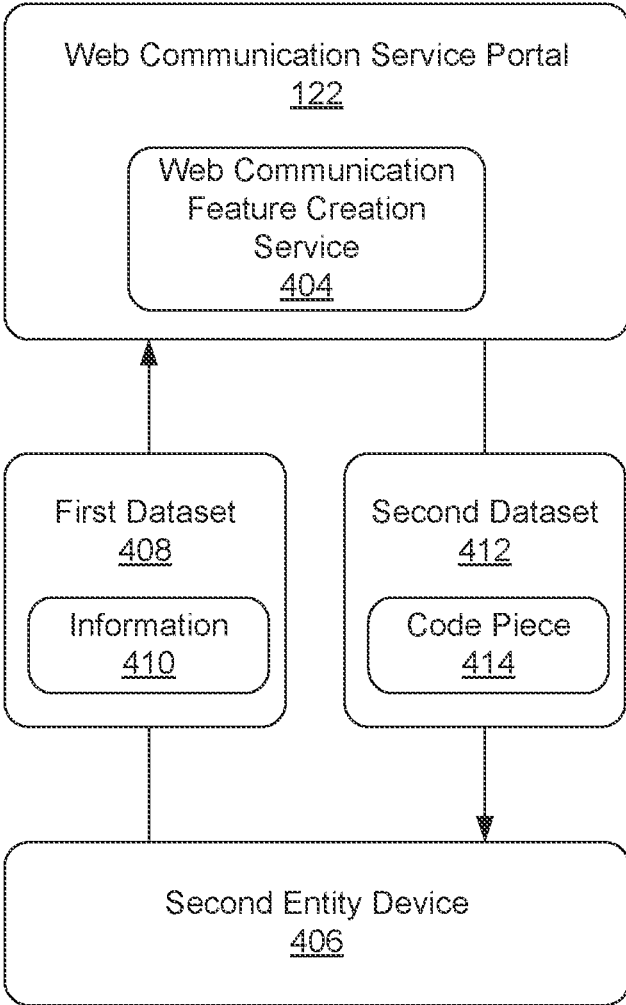 Web Communication Service Portal
122
Web Communication
Feature Creation
Service
404
First Dataset
408
Information
410
Second Dataset
412
Code Piece
414
Second Entity Device
406